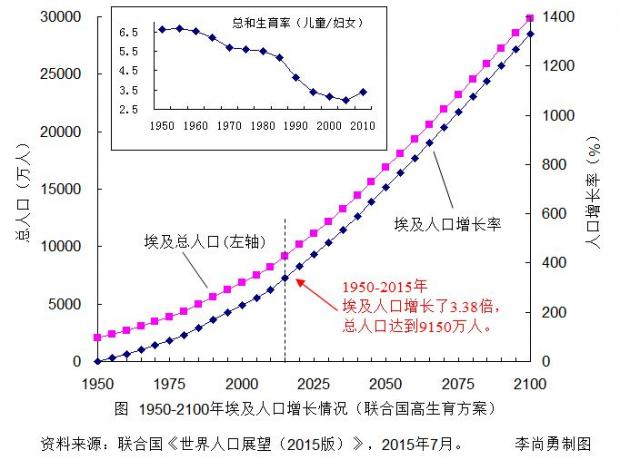 30000
25000
20000
15000
10000
5000
0
总人口（万人）
总和生育率（儿童/妇女）
6.5
5.5
4.5
3.5
2.5
1950 1960 1970 1980 1990 2000 2010
1400
1200
1000
800
600
400
200
0
人口增长率（%）
埃及人口增长率
埃及总人口(左轴)
1950-2015年
埃及人口增长了3.38倍，
总人口达到9150万人。
1950 1975 2000 2025 2050 2075 2100
图 1950-2100年埃及人口增长情况（联合国高生育方案）
资料来源：联合国《世界人口展望（2015版）》，2015年7月。 李尚勇制图